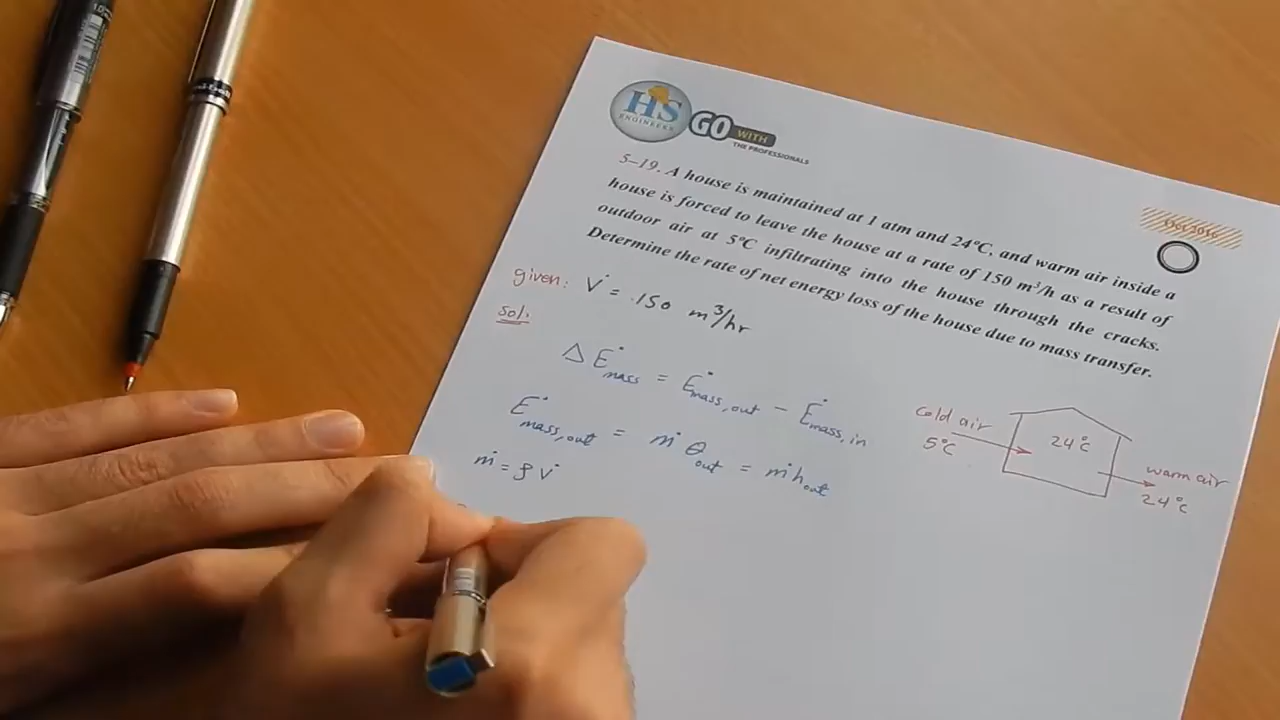 HS
ENGINEERS
GO WITH
THE PROFESSIONALS
Oct 2016
5-19. A house is maintained at 1 atm and 24°C, and warm air inside a
house is forced to leave the house at a rate of 150 m³/h as a result of
outdoor air at 5°C infiltrating into the house through the cracks.
Determine the rate of net energy loss of the house due to mass transfer.
given: V̇ = 150 m³/hr
sol.
ΔĖmass = Ėmass,out - Ėmass,in
Ėmass,out = ṁ θout = ṁ hout
ṁ = ρ V̇
cold air
5°C
24°C
warm air
24°C